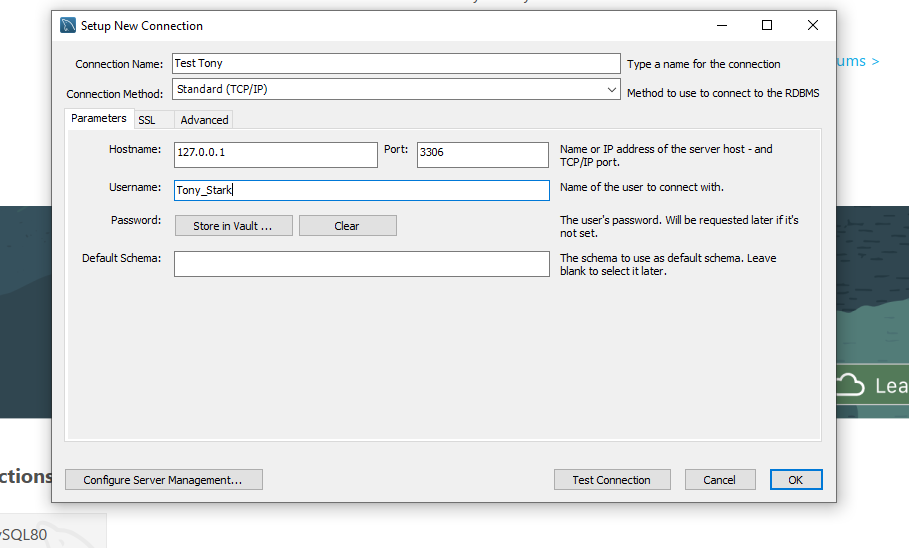 Setup New Connection
Connection Name: Test Tony Type a name for the connection
Connection Method: Standard (TCP/IP) Method to use to connect to the RDBMS
Parameters SSL Advanced
Hostname: 127.0.0.1 Port: 3306 Name or IP address of the server host - and
TCP/IP port.
Username: Tony_Stark Name of the user to connect with.
Password: Store in Vault ... Clear The user's password. Will be requested later if it's
not set.
Default Schema: The schema to use as default schema. Leave
blank to select it later.
Configure Server Management... Test Connection Cancel OK
ums >
Lea
ctions
ySQL80